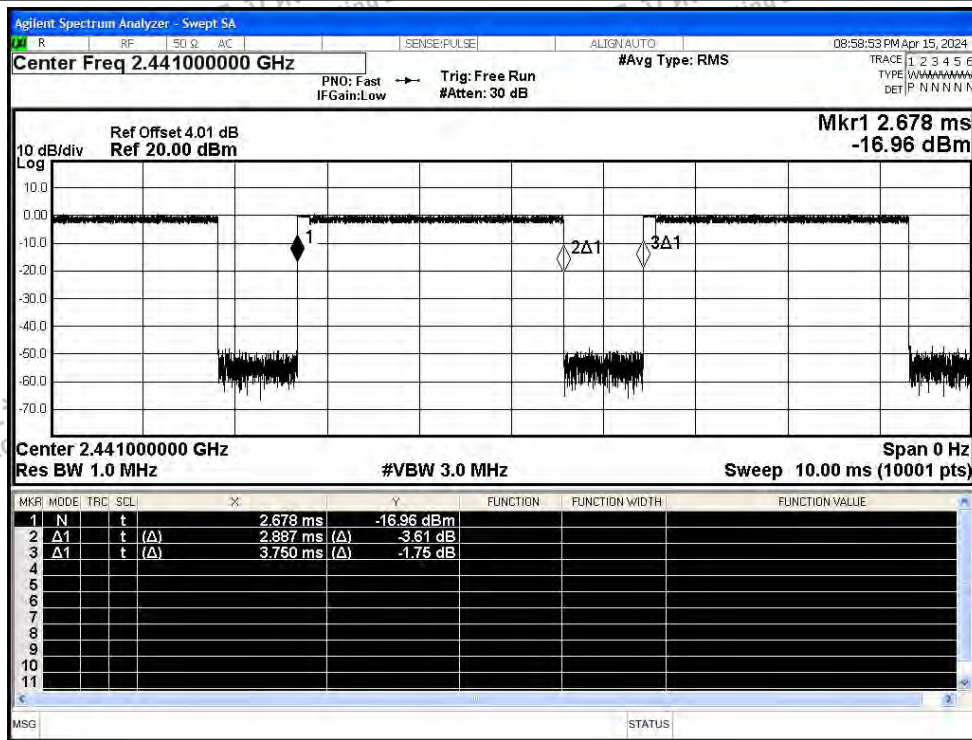 Agilent Spectrum Analyzer - Swept SA
R RF 50 Ω AC SENSE:PULSE ALIGNAUTO 08:58:53 PM Apr 15, 2024
Center Freq 2.441000000 GHz #Avg Type: RMS TRACE 1 2 3 4 5 6
PNO: Fast Trig: Free Run TYPE WWWWWW
IFGain:Low #Atten: 30 dB DET P N N N N N
Mkr1 2.678 ms
Ref Offset 4.01 dB
10 dB/div Ref 20.00 dBm -16.96 dBm
Log
10.0
0.00
1 2Δ1 3Δ1
-10.0
-20.0
-30.0
-40.0
-50.0
-60.0
-70.0
Center 2.441000000 GHz Span 0 Hz
Res BW 1.0 MHz #VBW 3.0 MHz Sweep 10.00 ms (10001 pts)
MKR MODE TRC SCL X Y FUNCTION FUNCTION WIDTH FUNCTION VALUE
1 N t 2.678 ms -16.96 dBm
2 Δ1 t (Δ) 2.887 ms (Δ) -3.61 dB
3 Δ1 t (Δ) 3.750 ms (Δ) -1.75 dB
4
5
6
7
8
9
10
11
MSG STATUS